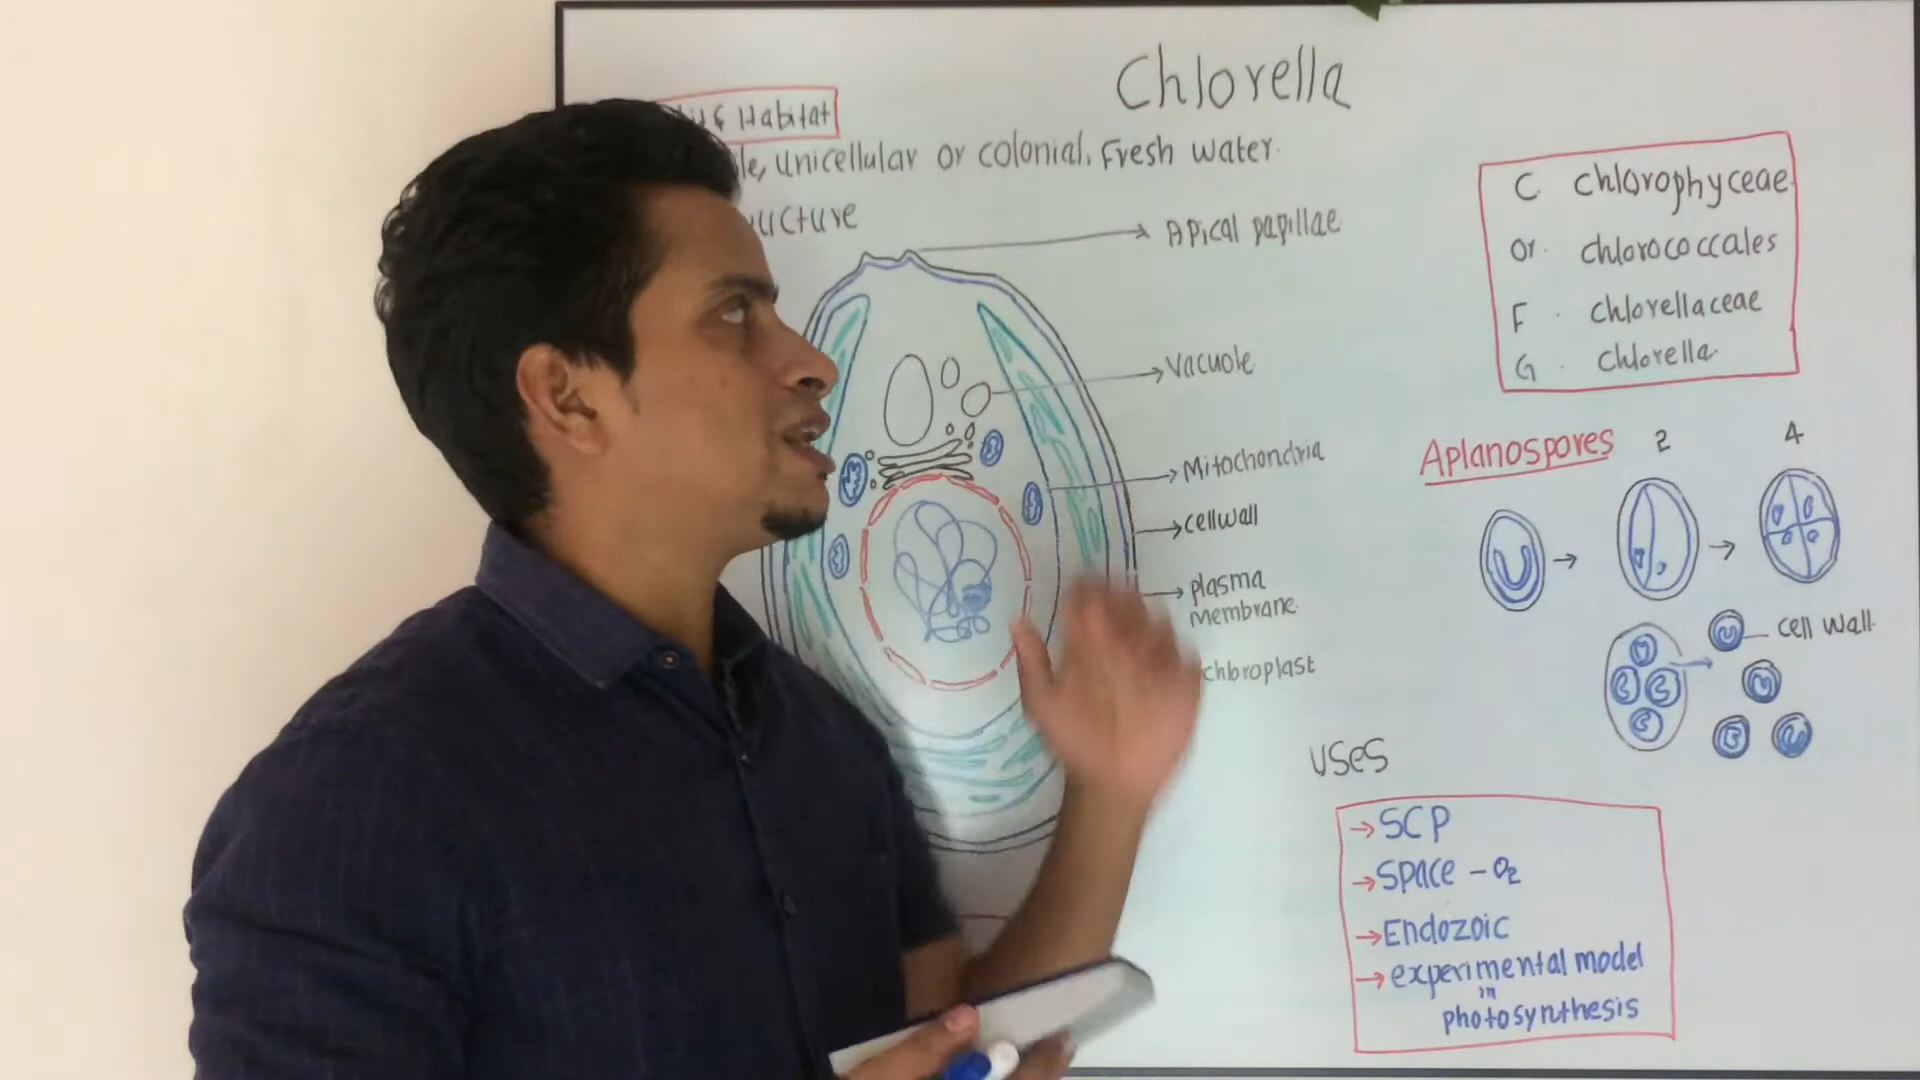 Chlorella
& Habitat
unicellular or colonial, Fresh water.
Apical papillae
Vacuole
Mitochondria
cellwall
plasma
membrane
chloroplast
C chlorophyceae
Or. chlorococcales
F . chlorellaceae
G . chlorella.
Aplanospores 2 4
cell wall
USES
→ SCP
→ Space - O2
→ Endozoic
→ experimental model
in
photosynthesis